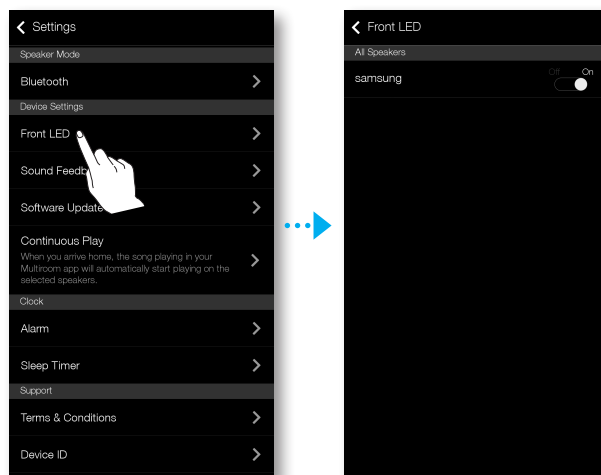 Settings
Speaker Mode
Bluetooth
Device Settings
Front LED
Sound Feedb
Software Update
Continuous Play
When you arrive home, the song playing in your
Multiroom app will automatically start playing on the
selected speakers.
Clock
Alarm
Sleep Timer
Support
Terms & Conditions
Device ID
Front LED
All Speakers
Off On
samsung